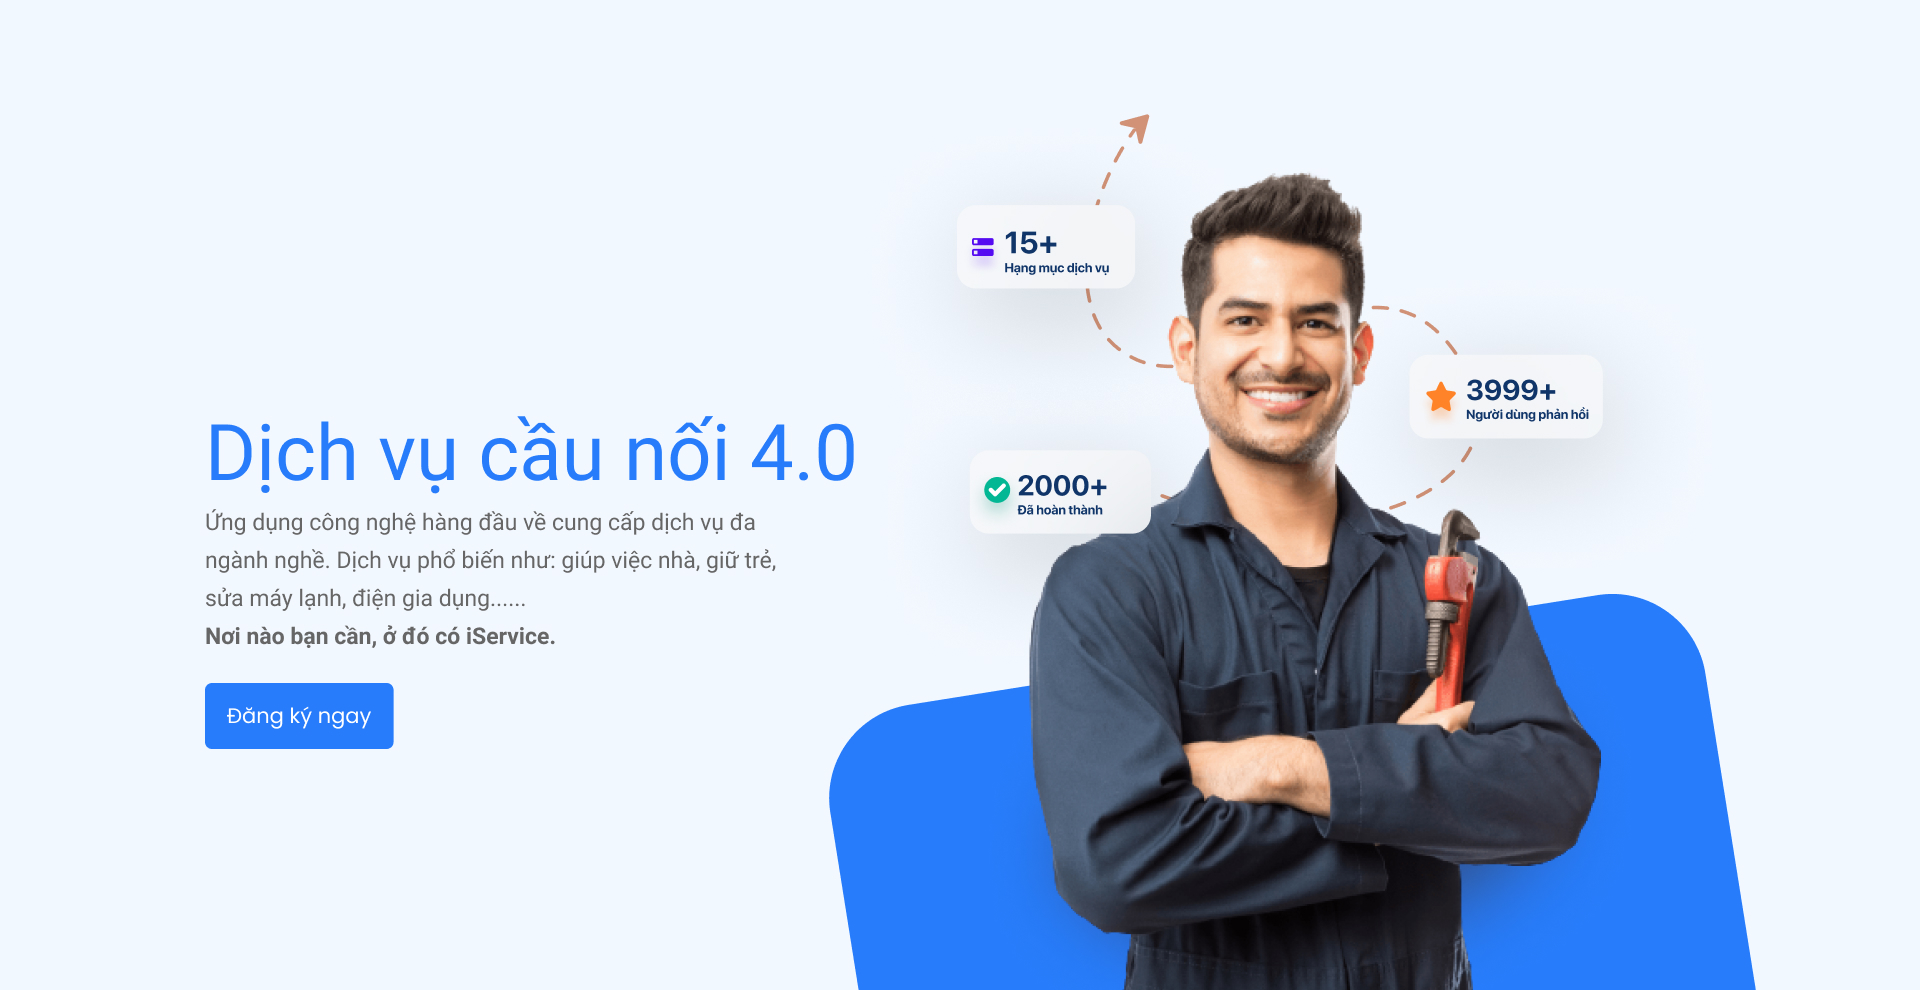 Dịch vụ cầu nối 4.0
Ứng dụng công nghệ hàng đầu về cung cấp dịch vụ đa
ngành nghề. Dịch vụ phổ biến như: giúp việc nhà, giữ trẻ,
sửa máy lạnh, điện gia dụng......
Nơi nào bạn cần, ở đó có iService.
Đăng ký ngay
15+
Hạng mục dịch vụ
3999+
Người dùng phản hồi
2000+
Đã hoàn thành